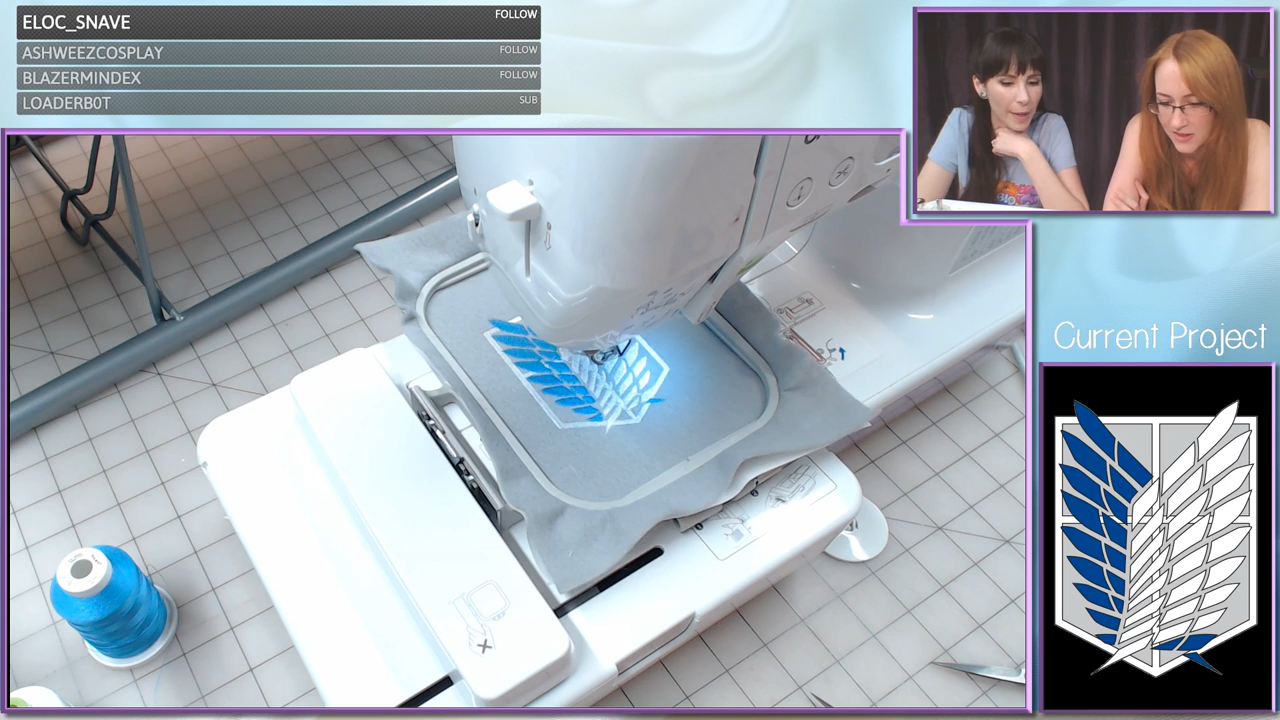 ELOC_SNAVE
FOLLOW
ASHWEEZCOSPLAY
FOLLOW
BLAZERMINDEX
FOLLOW
LOADERB0T
SUB
Current Project